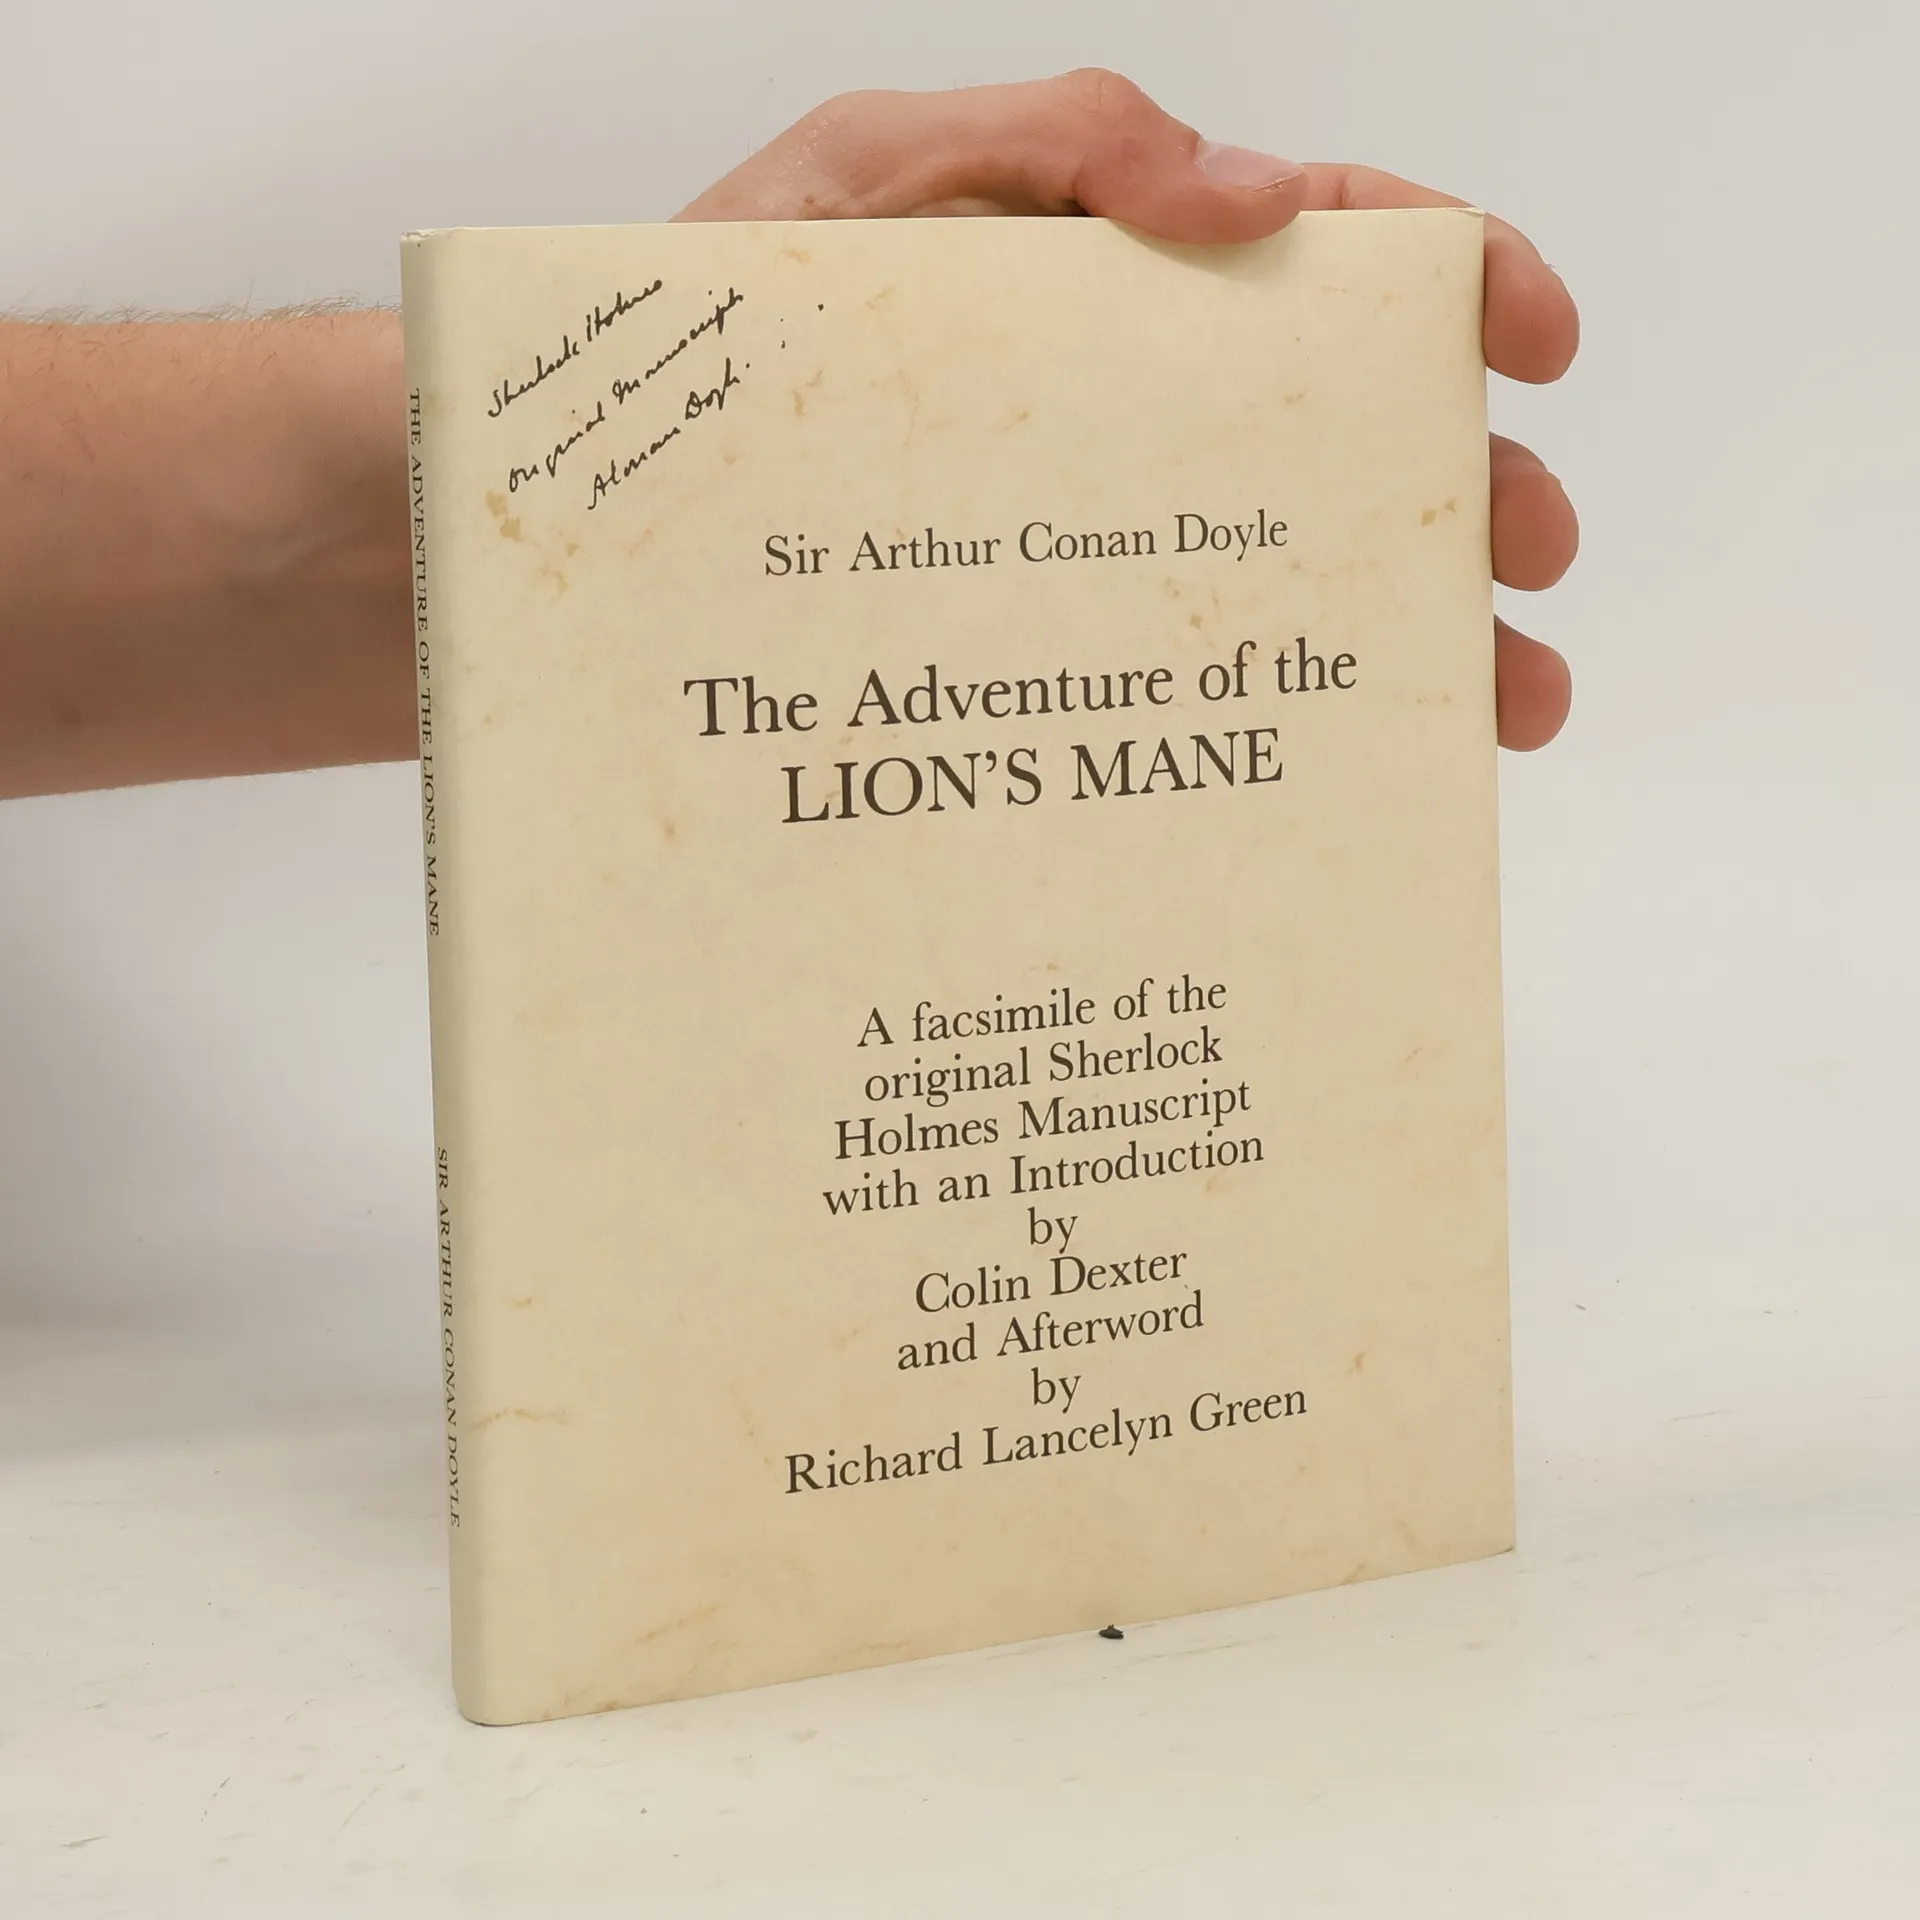 Sherlock Holmes
Original Manuscript
A Conan Doyle.
Sir Arthur Conan Doyle
The Adventure of the
LION'S MANE
A facsimile of the
original Sherlock
Holmes Manuscript
with an Introduction
by
Colin Dexter
and Afterword
by
Richard Lancelyn Green
THE ADVENTURE OF THE LION'S MANE
SIR ARTHUR CONAN DOYLE